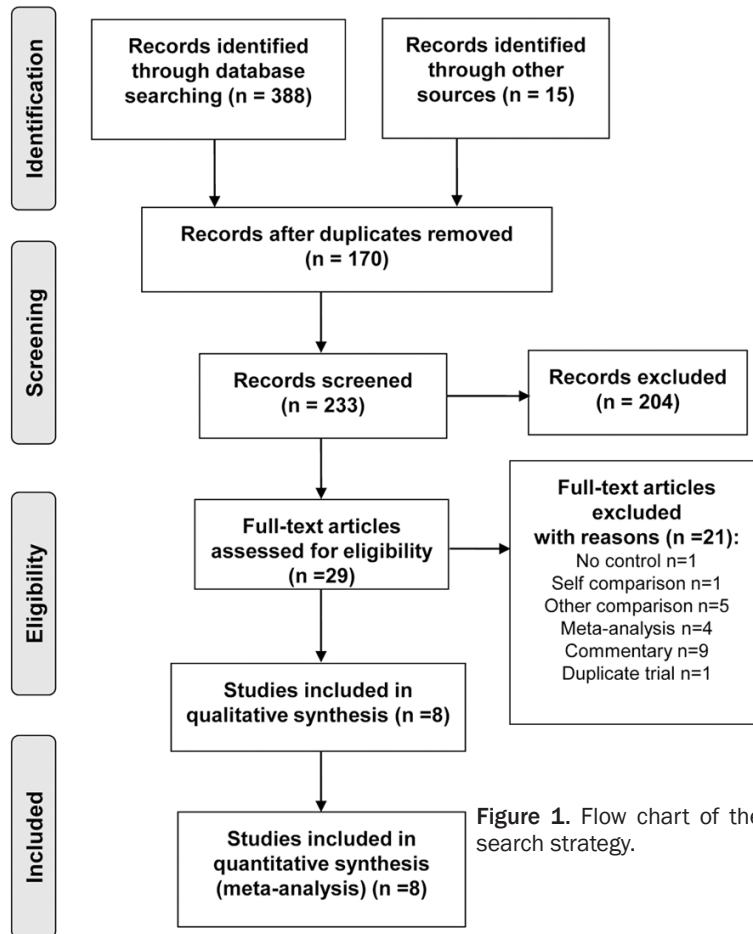 Identification
Records identified
through database
searching (n = 388)
Records identified
through other
sources (n = 15)
Records after duplicates removed
(n = 170)
Screening
Records screened
(n = 233)
Records excluded
(n = 204)
Eligibility
Full-text articles
assessed for eligibility
(n =29)
Full-text articles
excluded
with reasons (n =21):
No control n=1
Self comparison n=1
Other comparison n=5
Meta-analysis n=4
Commentary n=9
Duplicate trial n=1
Studies included in
qualitative synthesis (n =8)
Included
Studies included in
quantitative synthesis
(meta-analysis) (n =8)
Figure 1. Flow chart of the
search strategy.